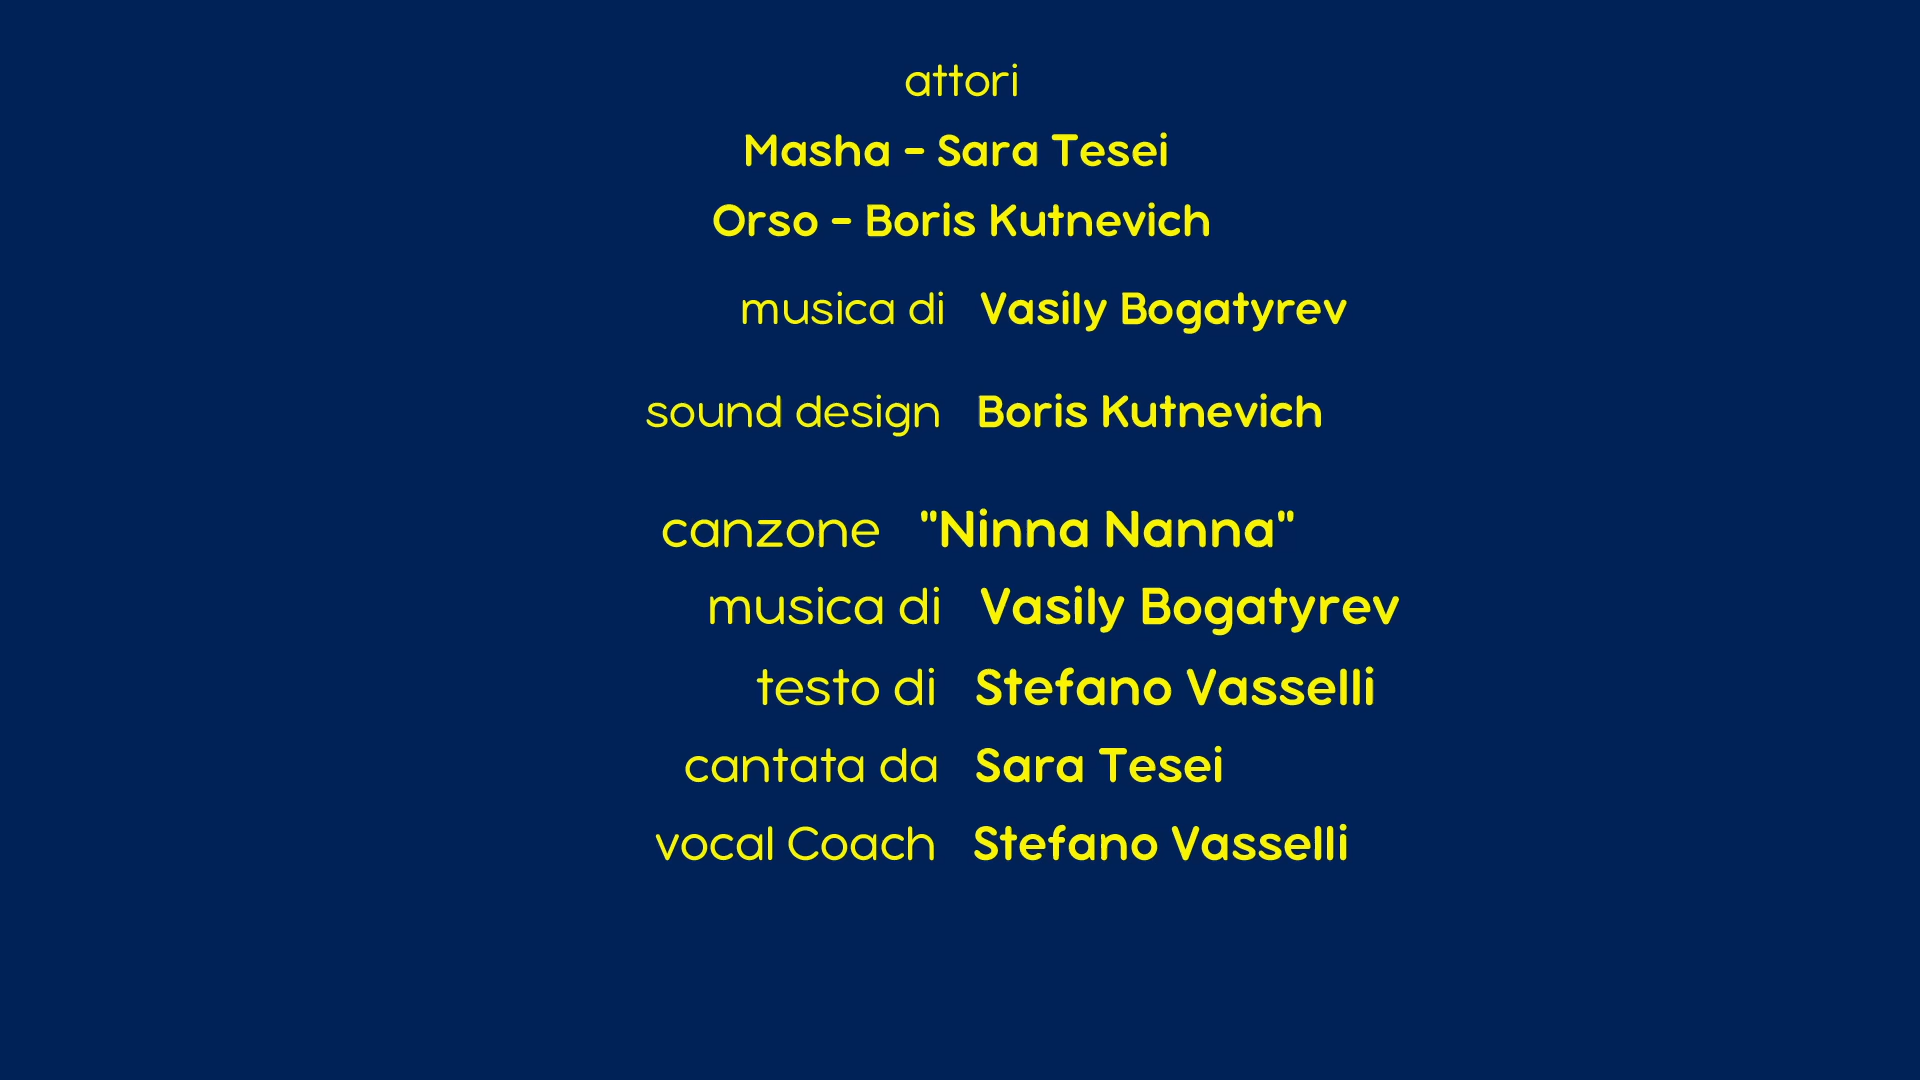 attori
Masha - Sara Tesei
Orso - Boris Kutnevich
musica di Vasily Bogatyrev
sound design Boris Kutnevich
canzone "Ninna Nanna"
musica di Vasily Bogatyrev
testo di Stefano Vasselli
cantata da Sara Tesei
vocal Coach Stefano Vasselli